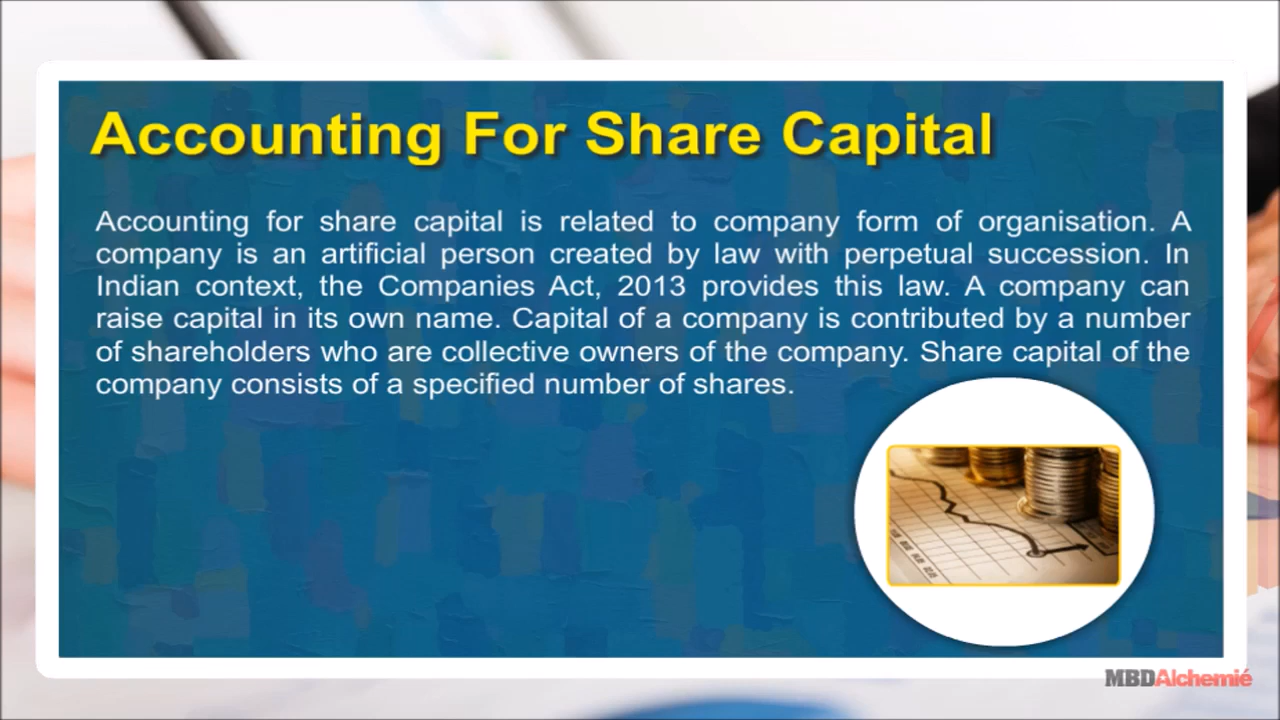 Accounting For Share Capital
Accounting for share capital is related to company form of organisation. A
company is an artificial person created by law with perpetual succession. In
Indian context, the Companies Act, 2013 provides this law. A company can
raise capital in its own name. Capital of a company is contributed by a number
of shareholders who are collective owners of the company. Share capital of the
company consists of a specified number of shares.
MBDAlchemié